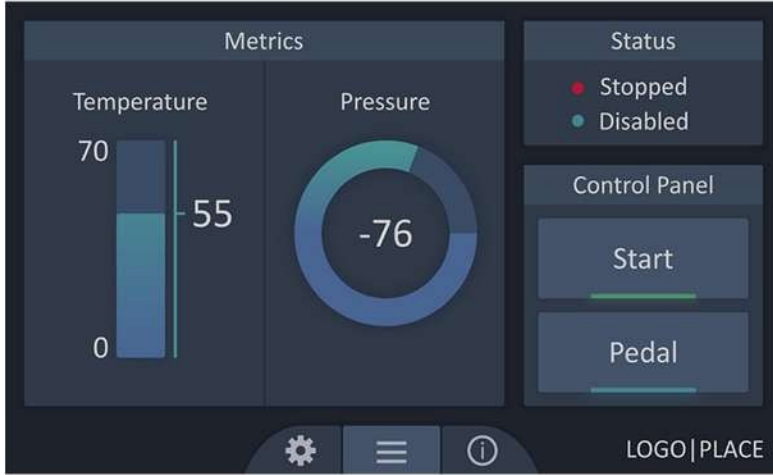 Metrics
Temperature
70
55
0
Pressure
-76
Status
Stopped
Disabled
Control Panel
Start
Pedal
LOGO|PLACE